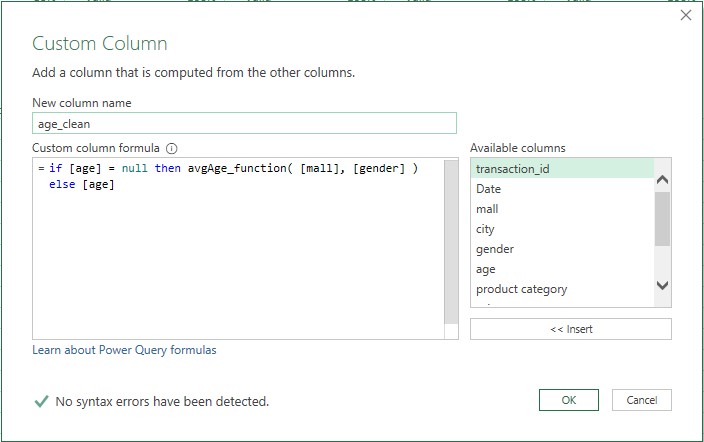 Custom Column
Add a column that is computed from the other columns.
New column name
age_clean
Custom column formula
= if [age] = null then avgAge_function( [mall], [gender] )
else [age]
Available columns
transaction_id
Date
mall
city
gender
age
product category
<< Insert
Learn about Power Query formulas
No syntax errors have been detected.
OK
Cancel